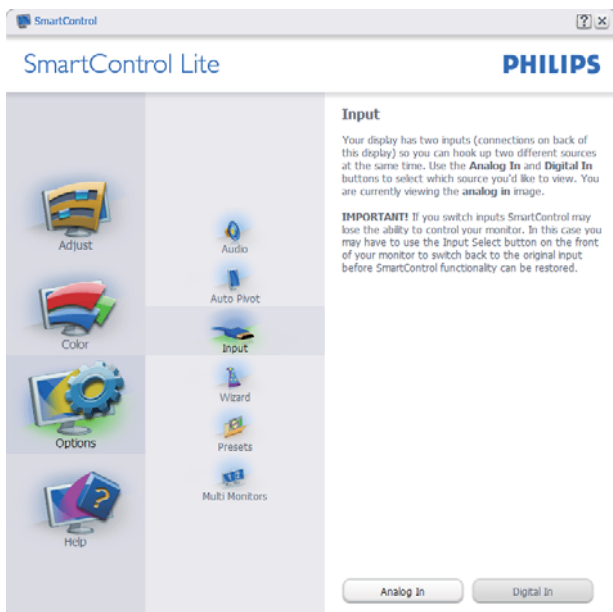 SmartControl
SmartControl Lite
PHILIPS
Adjust
Color
Options
Help
Audio
Auto Pivot
Input
Wizard
Presets
Multi Monitors
Input
Your display has two inputs (connections on back of
this display) so you can hook up two different sources
at the same time. Use the Analog In and Digital In
buttons to select which source you'd like to view. You
are currently viewing the analog in image.
IMPORTANT! If you switch inputs SmartControl may
lose the ability to control your monitor. In this case you
may have to use the Input Select button on the front
of your monitor to switch back to the original input
before SmartControl functionality can be restored.
Analog In
Digital In